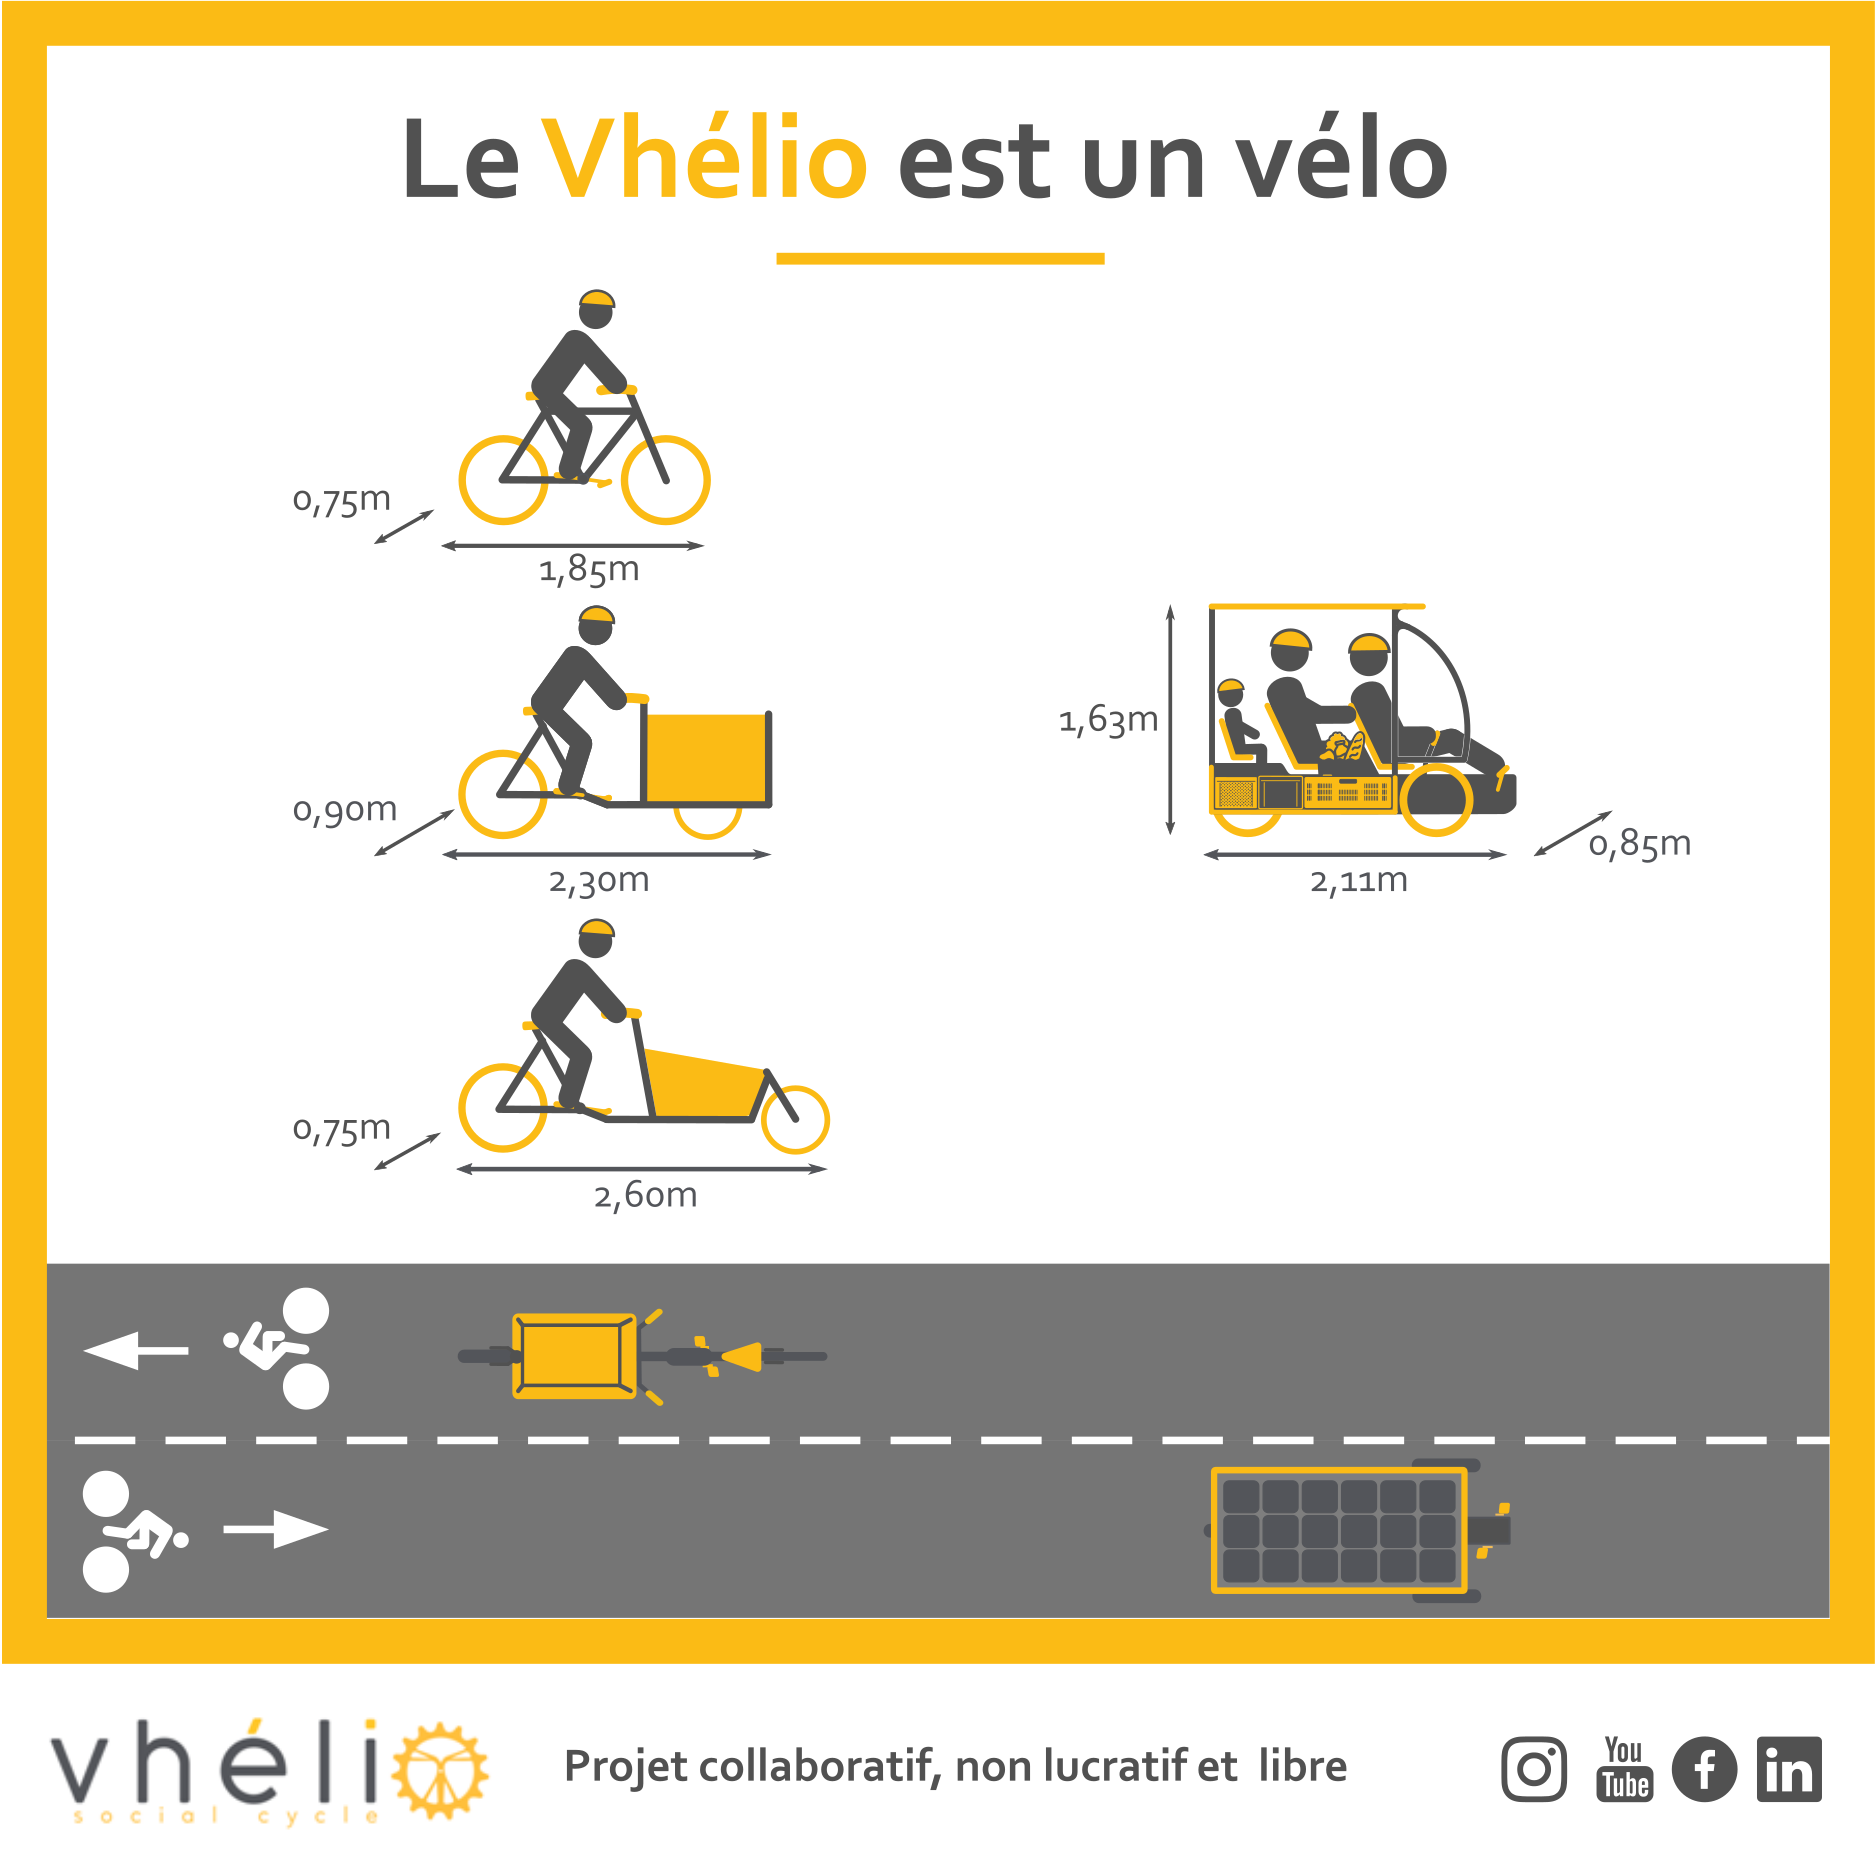 Le Vhélio est un vélo
0,75m
1,85m
0,90m
2,30m
0,75m
2,60m
1,63m
0,85m
2,11m
vhélio
social cycle
Projet collaboratif, non lucratif et libre
You
Tube
f
in